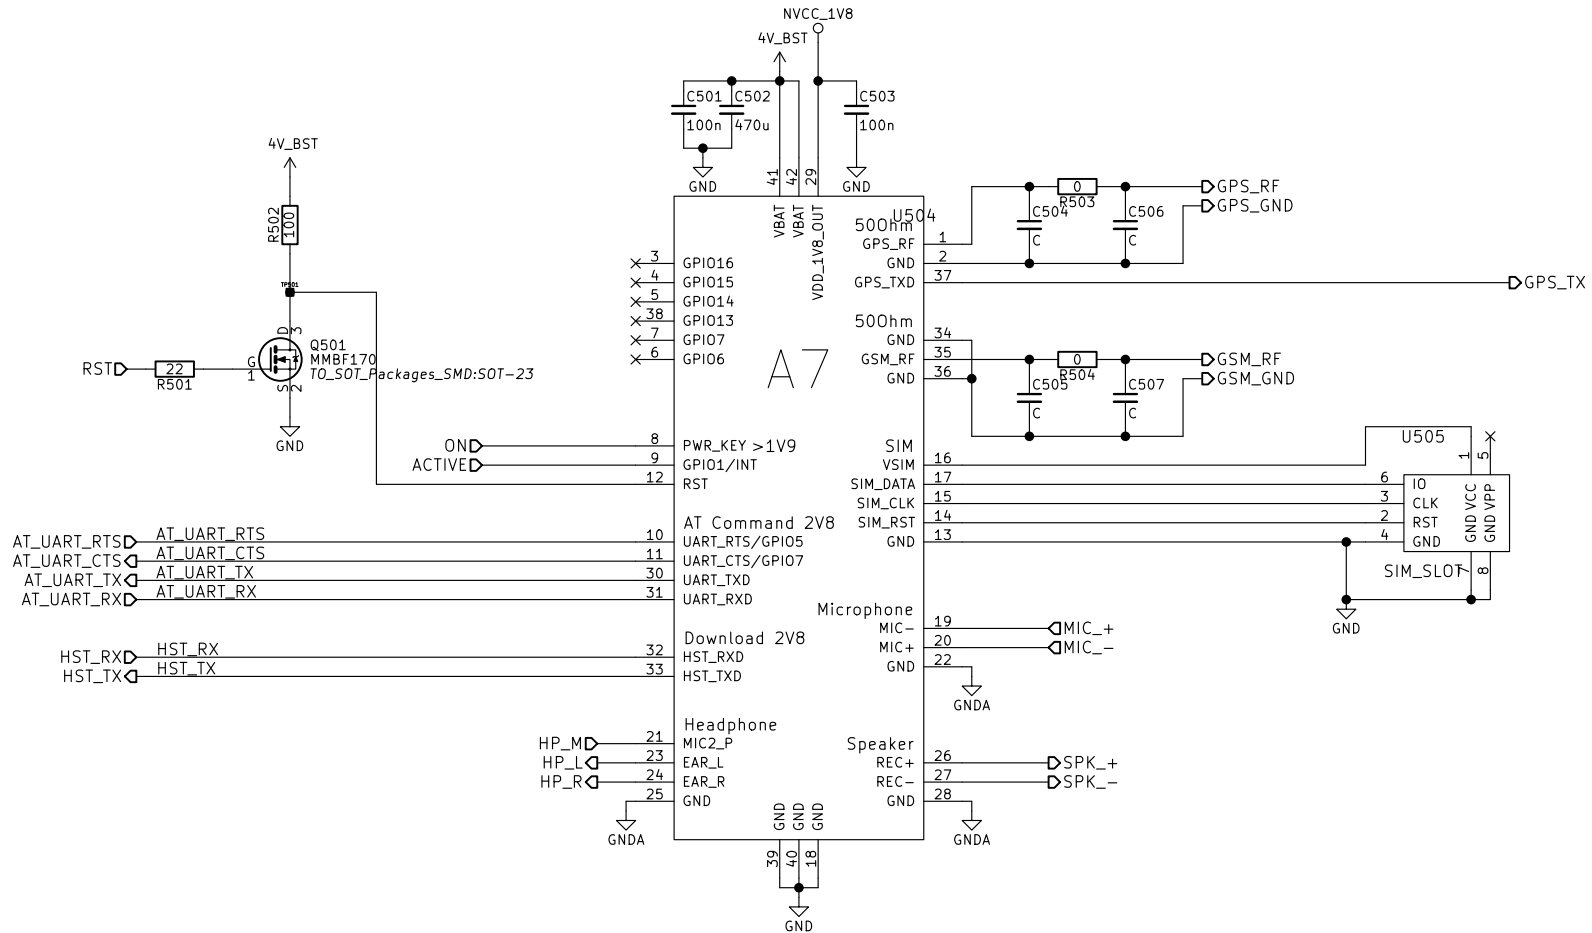 NVCC_1V8
4V_BST
C501
100n
C502
470u
C503
100n
GND
GND
4V_BST
R502
100
TP501
D
3
G
1
S
2
Q501
MMBF170
TO_SOT_Packages_SMD:SOT-23
RST
22
R501
GND
41
42
29
VBAT
VBAT
VDD_1V8_OUT
U504
A7
3 GPIO16
4 GPIO15
5 GPIO14
38 GPIO13
7 GPIO7
6 GPIO6
ON 8 PWR_KEY >1V9
ACTIVE 9 GPIO1/INT
12 RST
AT Command 2V8
AT_UART_RTS AT_UART_RTS 10 UART_RTS/GPIO5
AT_UART_CTS AT_UART_CTS 11 UART_CTS/GPIO7
AT_UART_TX AT_UART_TX 30 UART_TXD
AT_UART_RX AT_UART_RX 31 UART_RXD
Download 2V8
HST_RX HST_RX 32 HST_RXD
HST_TX HST_TX 33 HST_TXD
Headphone
HP_M 21 MIC2_P
HP_L 23 EAR_L
HP_R 24 EAR_R
25 GND
GNDA
GND
GND
GND
39
40
18
GND
50Ohm
GPS_RF 1
GND 2
GPS_TXD 37
C504
C
0
R503
C506
C
GPS_RF
GPS_GND
GPS_TX
50Ohm
GND 34
GSM_RF 35
GND 36
C505
C
0
R504
C507
C
GSM_RF
GSM_GND
SIM
VSIM 16
SIM_DATA 17
SIM_CLK 15
SIM_RST 14
GND 13
U505
1
5
6 IO
3 CLK
2 RST
4 GND
VCC
VPP
GND
GND
SIM_SLOT
7
8
GND
Microphone
MIC- 19 MIC_+
MIC+ 20 MIC_-
GND 22
GNDA
Speaker
REC+ 26 SPK_+
REC- 27 SPK_-
GND 28
GNDA